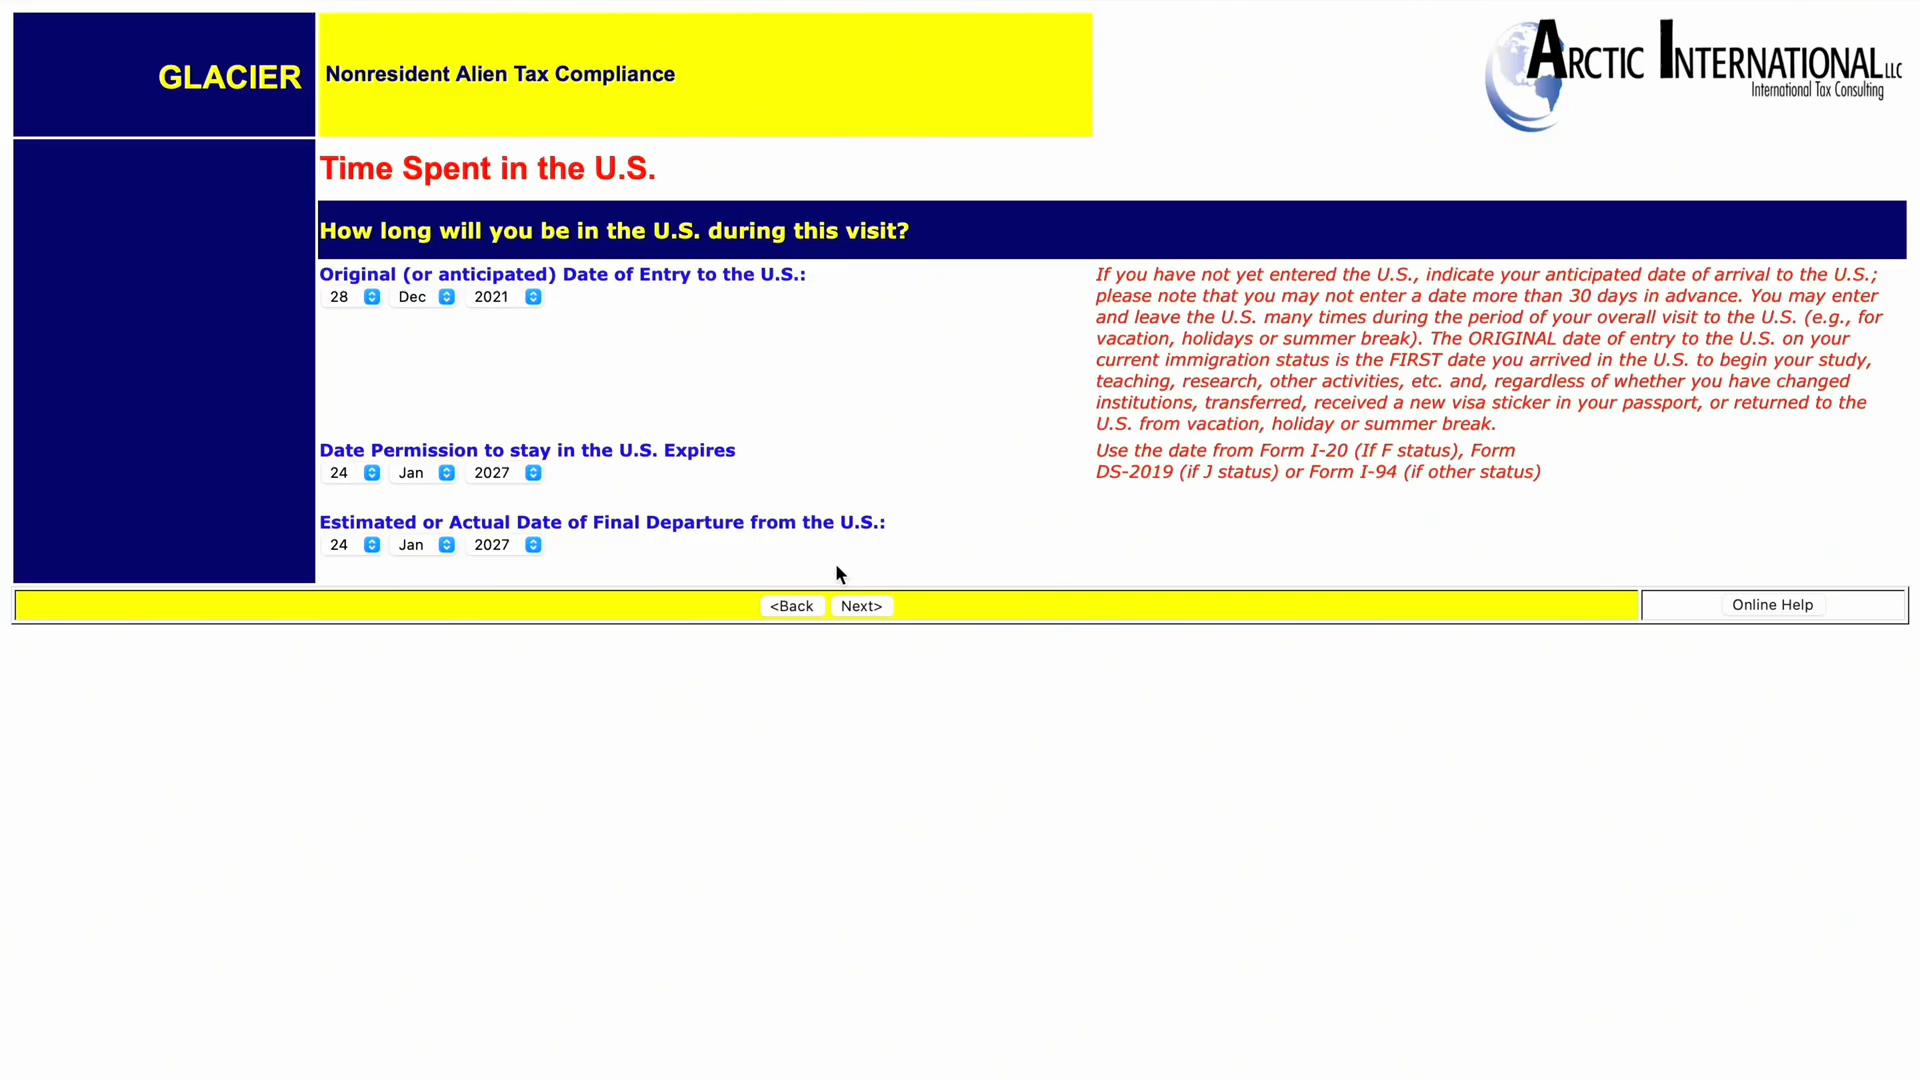 GLACIER
Nonresident Alien Tax Compliance
ARCTIC INTERNATIONAL LLC
International Tax Consulting
Time Spent in the U.S.
How long will you be in the U.S. during this visit?
Original (or anticipated) Date of Entry to the U.S.:
28 Dec 2021
If you have not yet entered the U.S., indicate your anticipated date of arrival to the U.S.;
please note that you may not enter a date more than 30 days in advance. You may enter
and leave the U.S. many times during the period of your overall visit to the U.S. (e.g., for
vacation, holidays or summer break). The ORIGINAL date of entry to the U.S. on your
current immigration status is the FIRST date you arrived in the U.S. to begin your study,
teaching, research, other activities, etc. and, regardless of whether you have changed
institutions, transferred, received a new visa sticker in your passport, or returned to the
U.S. from vacation, holiday or summer break.
Date Permission to stay in the U.S. Expires
24 Jan 2027
Use the date from Form I-20 (If F status), Form
DS-2019 (if J status) or Form I-94 (if other status)
Estimated or Actual Date of Final Departure from the U.S.:
24 Jan 2027
<Back Next>
Online Help